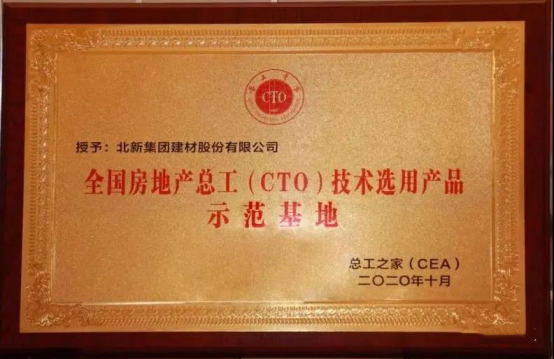 CTO
授予：北新集团建材股份有限公司
全国房地产总工（CTO）技术选用产品
示范基地
总工之家（CEA）
二〇二〇年十月